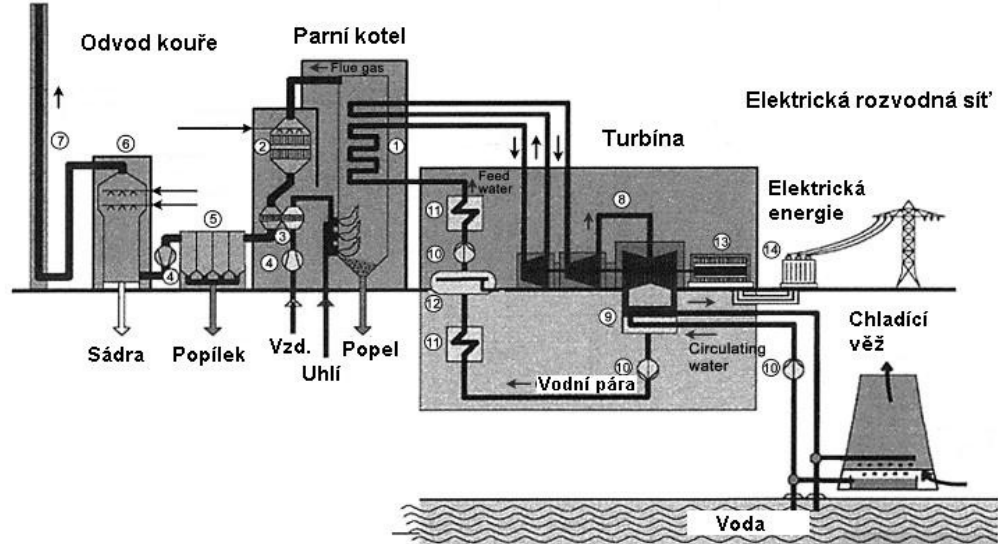 Odvod kouře
Parní kotel
Flue gas
Elektrická rozvodná síť
Turbína
7
6
2
1
Feed
water
Elektrická
energie
5
11
8
3
10
13
14
4
4
12
9
Chladící
věž
Sádra
Popílek
Vzd.
Uhlí
Popel
11
Circulating
water
10
Vodní pára
10
Voda